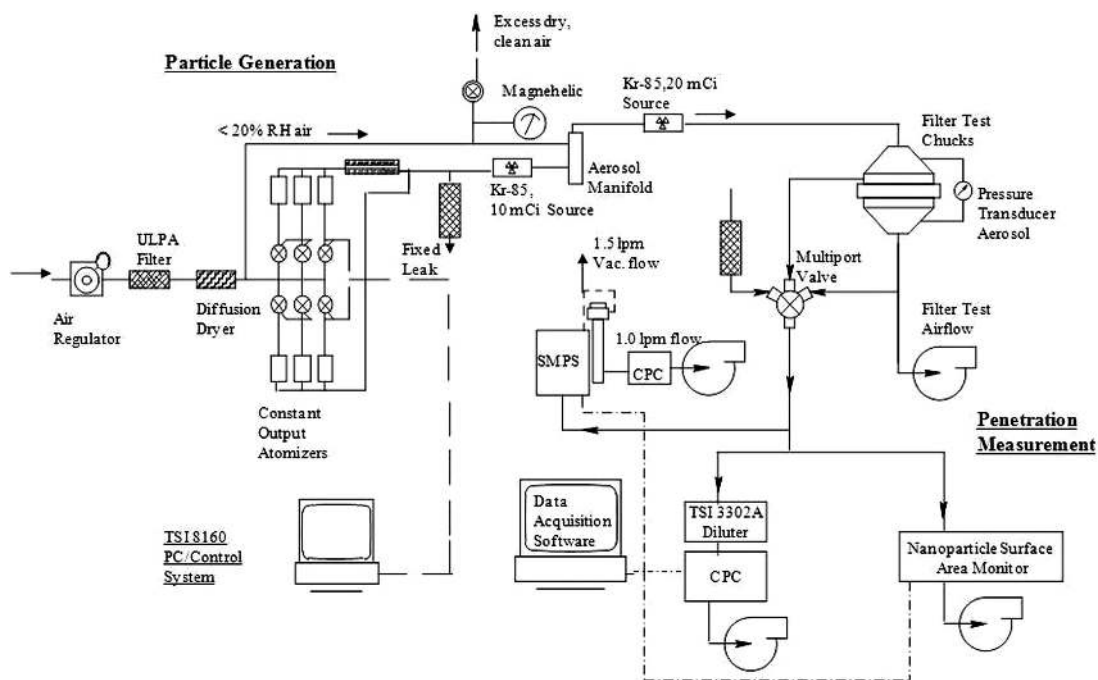 Excess dry,
clean air
Particle Generation
Magnehelic
Kr-85,20 mCi
Source
Filter Test
Chucks
< 20% RH air
Aerosol
Manifold
Kr-85,
10 mCi Source
Pressure
Transducer
Aerosol
ULPA
Filter
Fixed
Leak
1.5 lpm
Vac. flow
Multiport
Valve
Diffusion
Dryer
Air
Regulator
Filter Test
Airflow
1.0 lpm flow
SMPS
CPC
Constant
Output
Atomizers
Penetration
Measurement
TSI 8160
PC/Control
System
Data
Acquisition
Software
TSI 3302A
Diluter
CPC
Nanoparticle Surface
Area Monitor